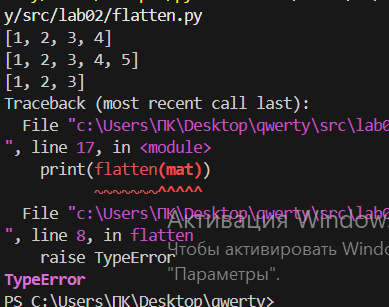 y/src/lab02/flatten.py
[1, 2, 3, 4]
[1, 2, 3, 4, 5]
[1, 2, 3]
Traceback (most recent call last):
  File "c:\Users\ПК\Desktop\qwerty\src\lab0
", line 17, in <module>
    print(flatten(mat))
          ~~~~~~~^^^^^
  File "c:\Users\ПК\Desktop\qwerty\src\lab0
", line 8, in flatten
    raise TypeError
TypeError
PS C:\Users\ПК\Desktop\qwerty>
Активация Windows
Чтобы активировать Windo
"Параметры".